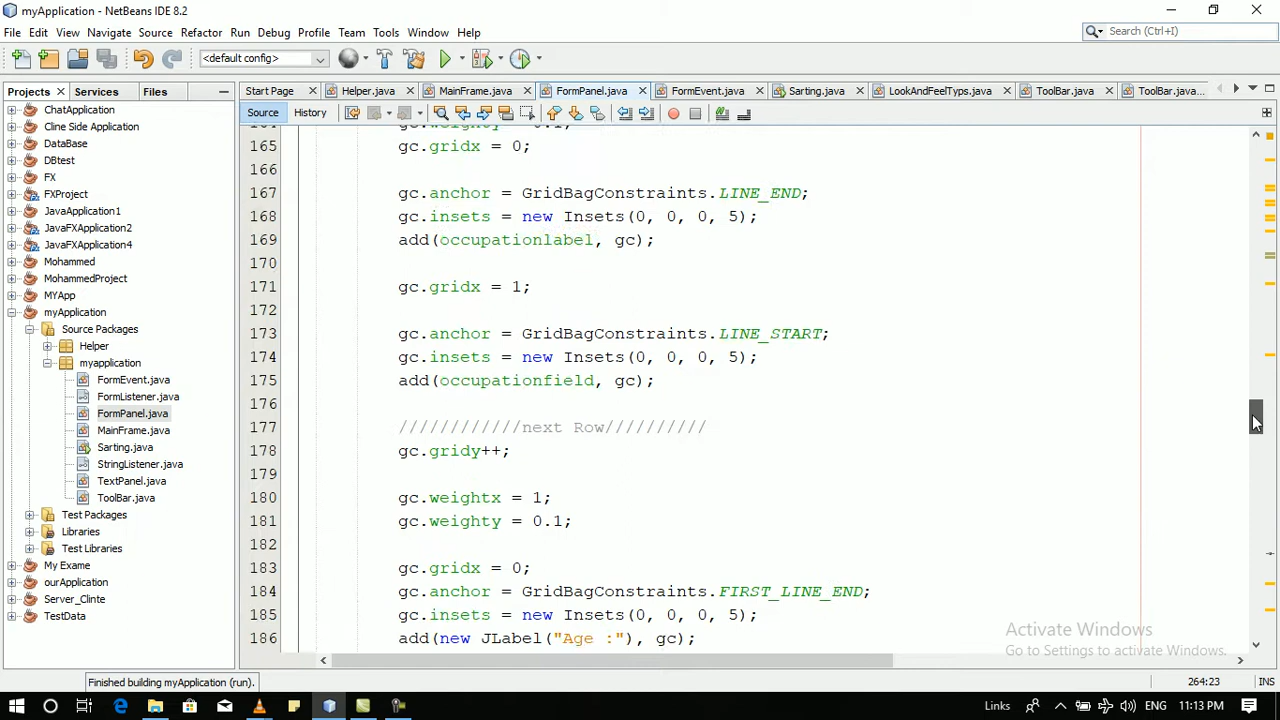 myApplication - NetBeans IDE 8.2
File Edit View Navigate Source Refactor Run Debug Profile Team Tools Window Help
Search (Ctrl+I)
<default config>
Projects Services Files
Start Page Helper.java MainFrame.java FormPanel.java FormEvent.java Sarting.java LookAndFeelTyps.java ToolBar.java ToolBar.java...
Source History
ChatApplication
Cline Side Application
DataBase
DBtest
FX
FXProject
JavaApplication1
JavaFXApplication2
JavaFXApplication4
Mohammed
MohammedProject
MYApp
myApplication
Source Packages
Helper
myapplication
FormEvent.java
FormListener.java
FormPanel.java
MainFrame.java
Sarting.java
StringListener.java
TextPanel.java
ToolBar.java
Test Packages
Libraries
Test Libraries
My Exame
ourApplication
Server_Clinte
TestData
165 gc.gridx = 0;
166
167 gc.anchor = GridBagConstraints.LINE_END;
168 gc.insets = new Insets(0, 0, 0, 5);
169 add(occupationlabel, gc);
170
171 gc.gridx = 1;
172
173 gc.anchor = GridBagConstraints.LINE_START;
174 gc.insets = new Insets(0, 0, 0, 5);
175 add(occupationfield, gc);
176
177 ////////////next Row//////////
178 gc.gridy++;
179
180 gc.weightx = 1;
181 gc.weighty = 0.1;
182
183 gc.gridx = 0;
184 gc.anchor = GridBagConstraints.FIRST_LINE_END;
185 gc.insets = new Insets(0, 0, 0, 5);
186 add(new JLabel("Age :"), gc);
Activate Windows
Go to Settings to activate Windows.
Finished building myApplication (run).
264:23 INS
Links ENG 11:13 PM